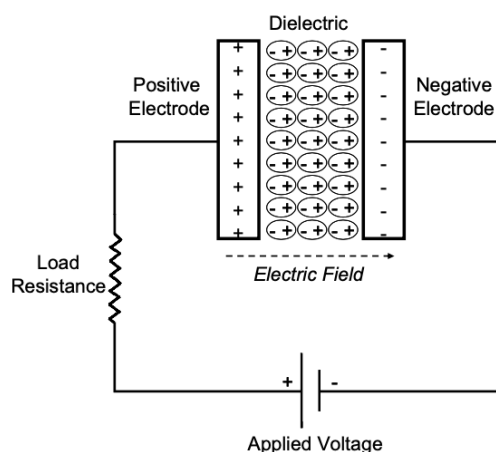 Dielectric
+ - + - + - + -
+ - + - + - + -
Positive
Electrode
Negative
Electrode
+ - + - + - + -
+ - + - + - + -
+ - + - + - + -
+ - + - + - + -
+ - + - + - + -
+ - + - + - + -
+ - + - + - + -
Electric Field
Load
Resistance
+ -
Applied Voltage